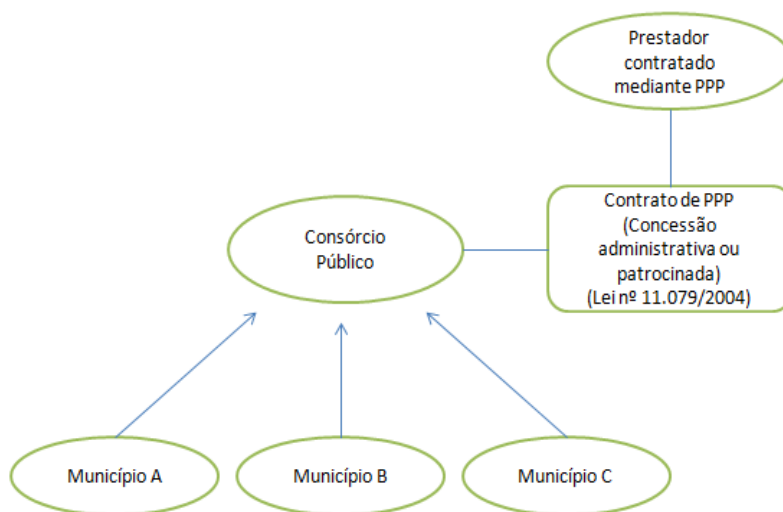 Prestador
contratado
mediante PPP
Contrato de PPP
(Concessão
administrativa ou
patrocinada)
(Lei nº 11.079/2004)
Consórcio
Público
Município A
Município B
Município C